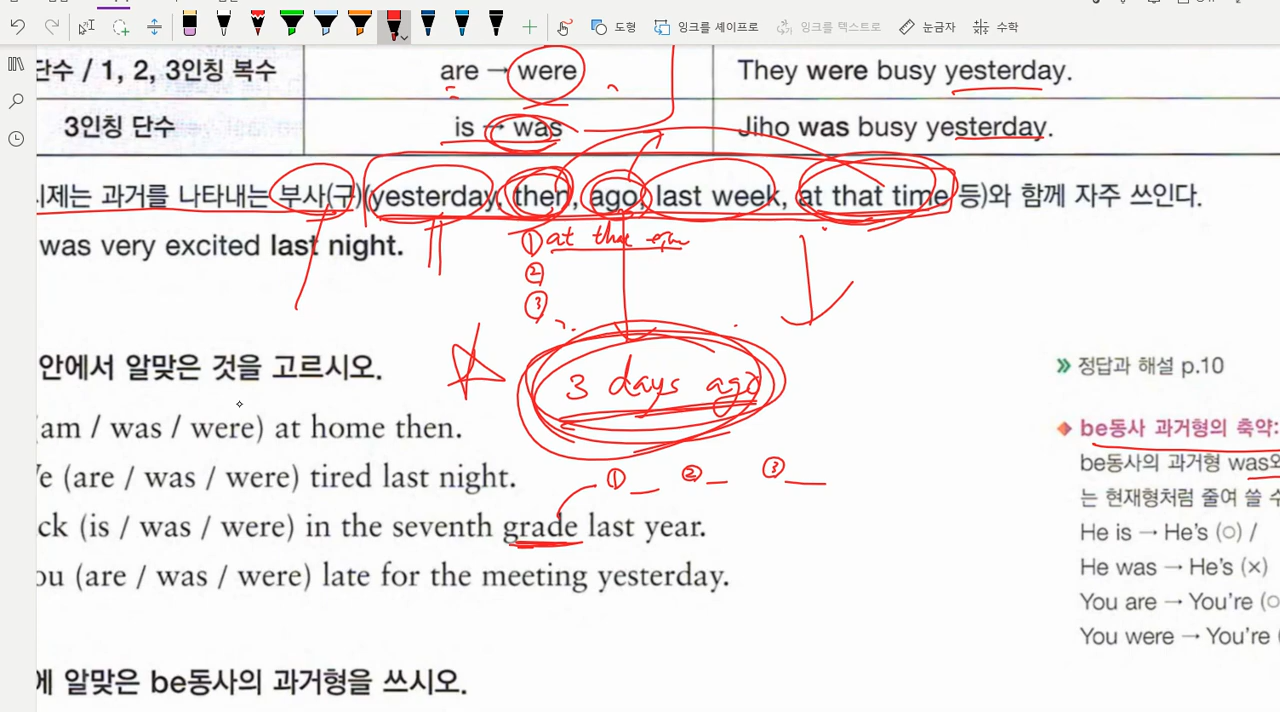 도형 잉크를 셰이프로 잉크를 텍스트로 눈금자 수학
단수 / 1, 2, 3인칭 복수 are → were They were busy yesterday.
3인칭 단수 is → was Jiho was busy yesterday.
시제는 과거를 나타내는 부사(구)(yesterday, then, ago, last week, at that time 등)와 함께 자주 쓰인다.
was very excited last night.
① at that
②
③
3 days ago
안에서 알맞은 것을 고르시오.
(am / was / were) at home then.
(are / was / were) tired last night.
① ② ③
ck (is / was / were) in the seventh grade last year.
ou (are / was / were) late for the meeting yesterday.
에 알맞은 be동사의 과거형을 쓰시오.
» 정답과 해설 p.10
be동사 과거형의 축약:
be동사의 과거형 was와
는 현재형처럼 줄여 쓸 수
He is → He's (○) /
He was → He's (×)
You are → You're (○
You were → You're (